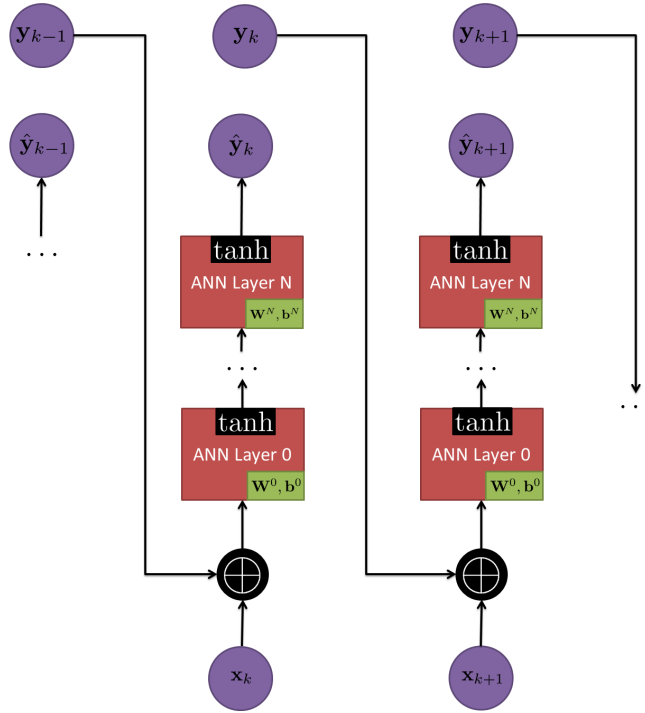 y_{k−1} y_k y_{k+1}
ŷ_{k−1} ŷ_k ŷ_{k+1}
...
tanh tanh
ANN Layer N ANN Layer N
W^N, b^N W^N, b^N
... ...
..
tanh tanh
ANN Layer 0 ANN Layer 0
W^0, b^0 W^0, b^0
⊕ ⊕
x_k x_{k+1}